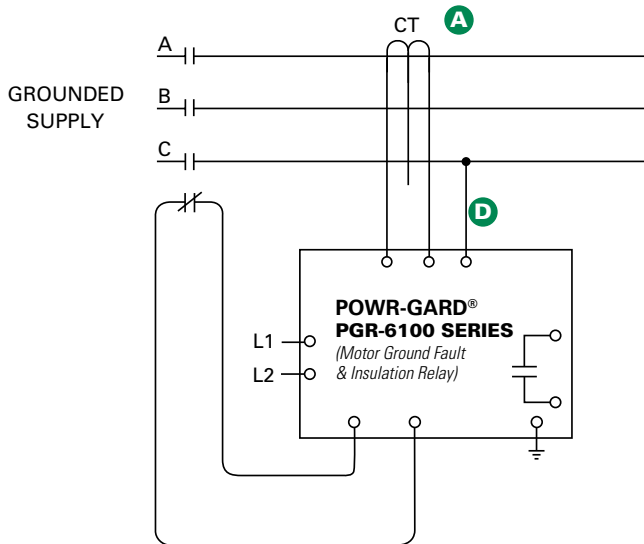 CT
A
A
GROUNDED
SUPPLY
B
C
D
POWR-GARD®
PGR-6100 SERIES
(Motor Ground Fault
& Insulation Relay)
L1
L2